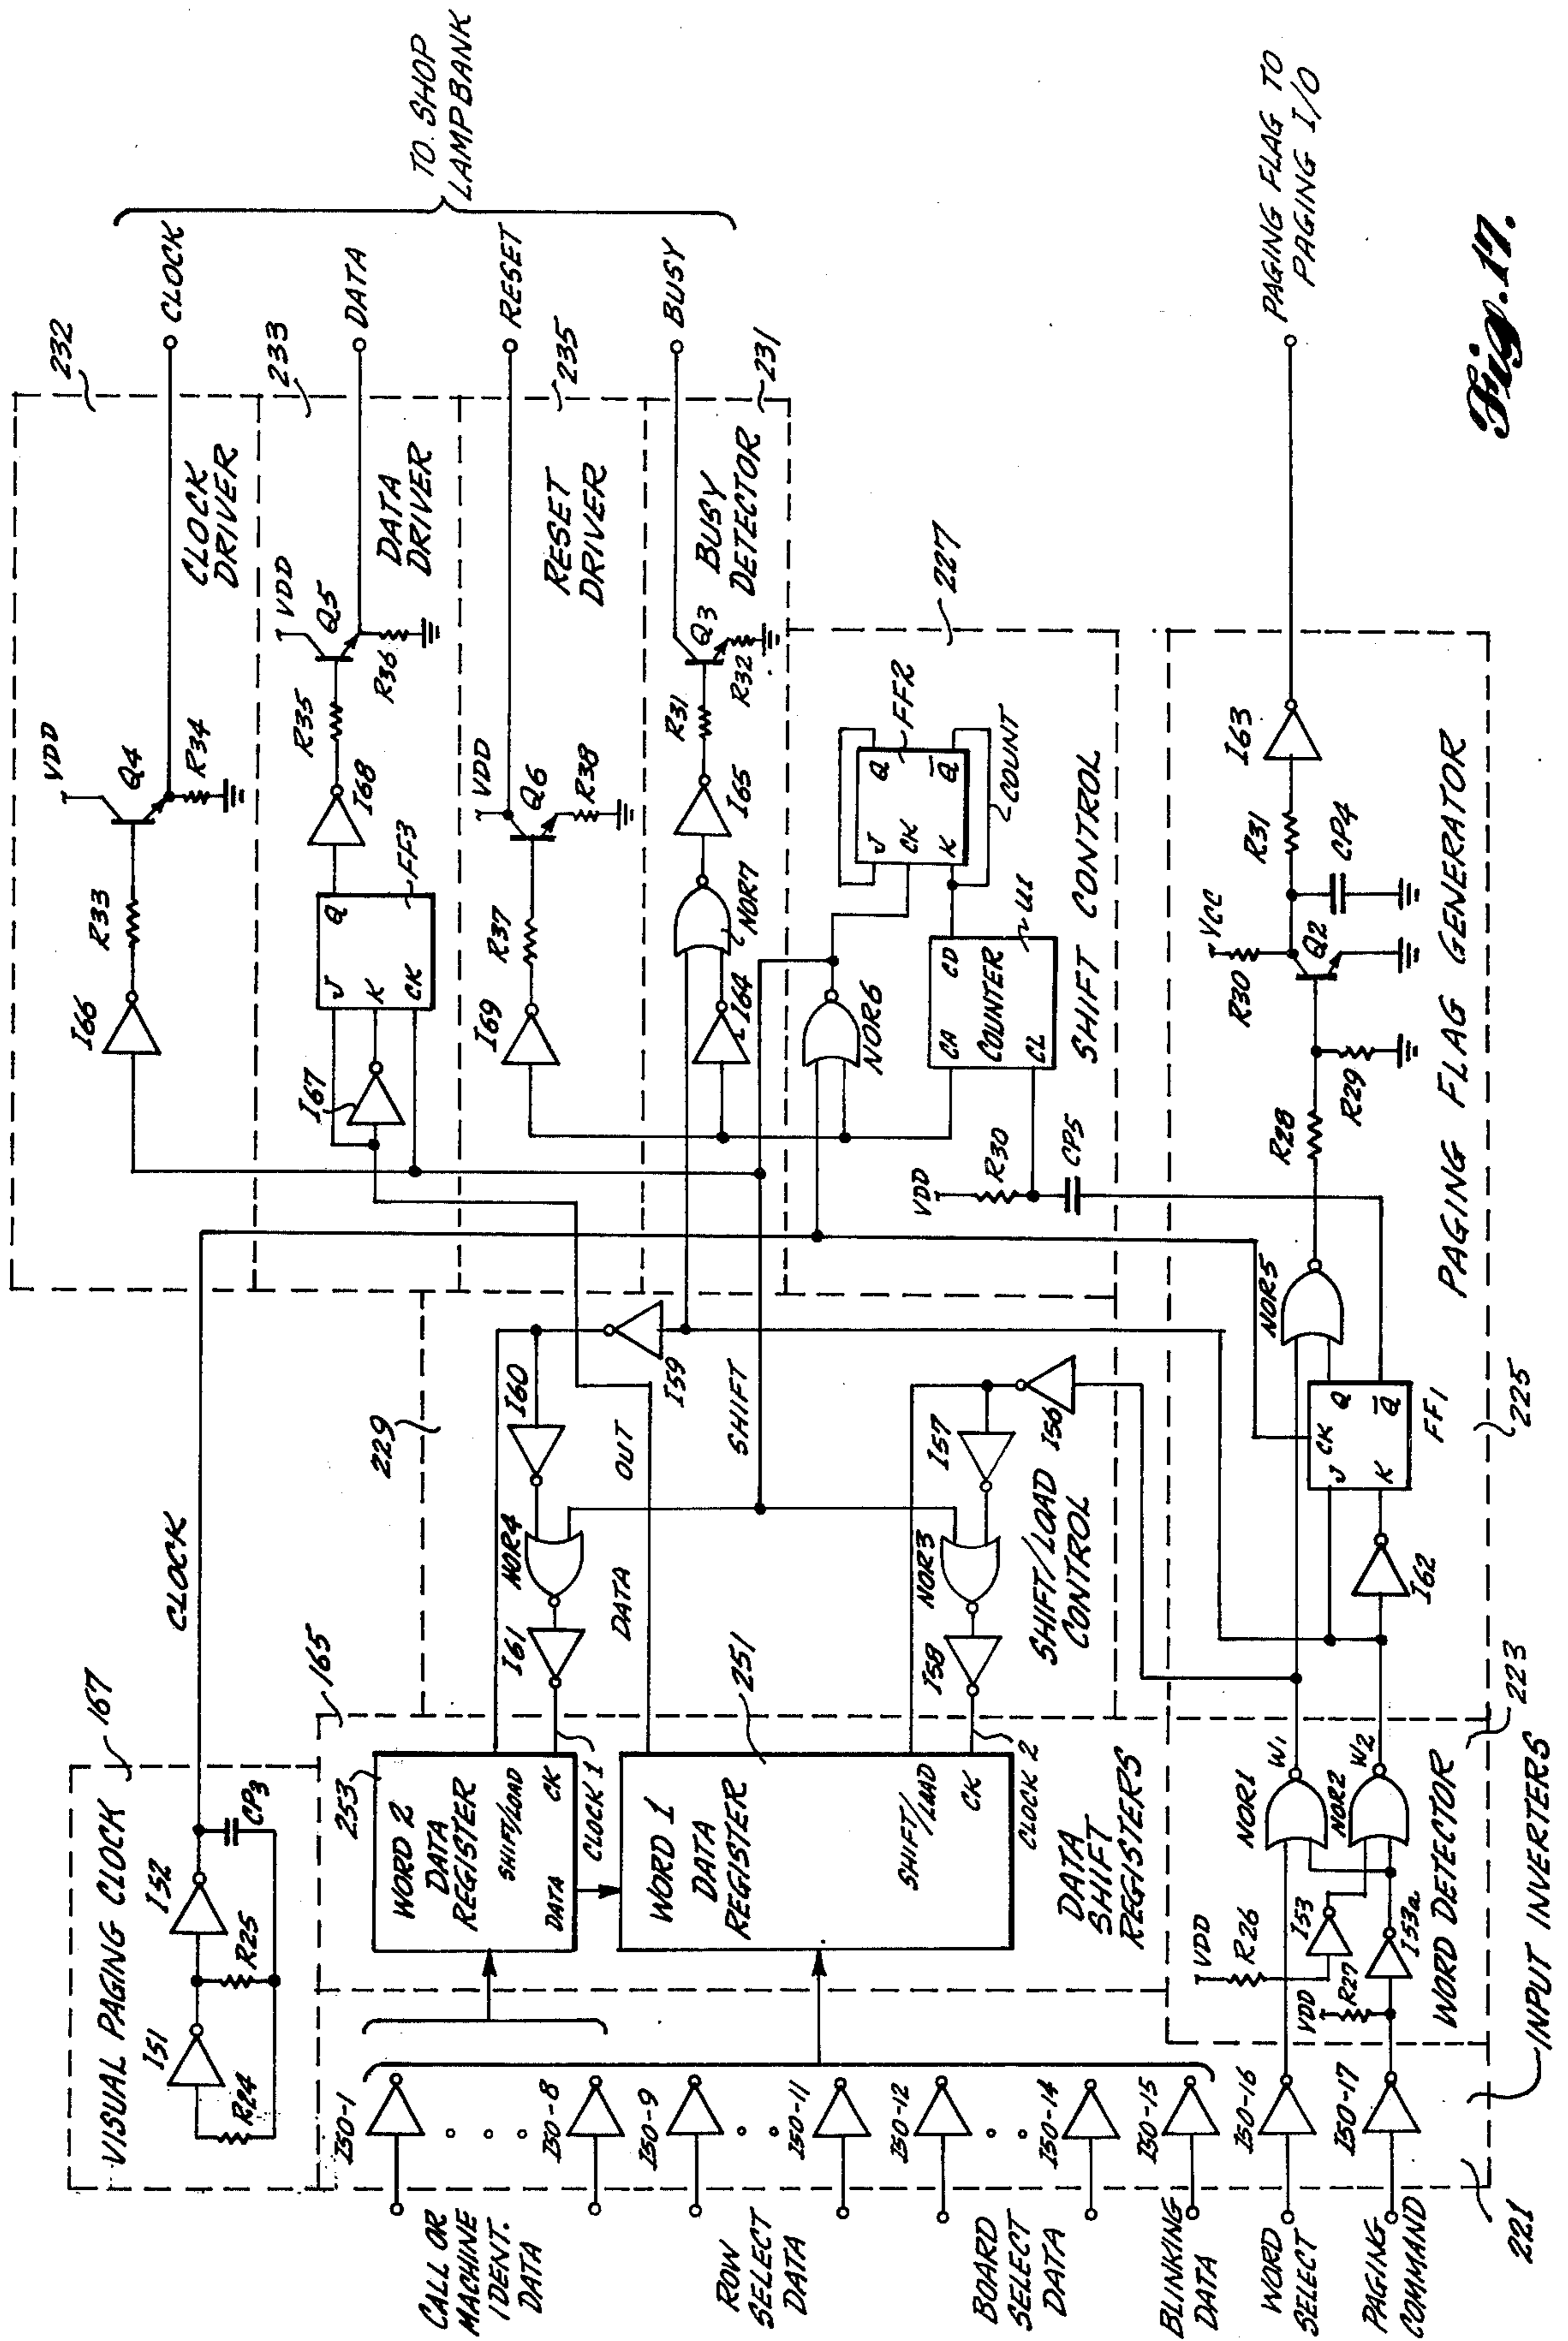 VISUAL PAGING CLOCK
167
I51
R24
I52
R25
CP3
CLOCK
165
232
CLOCK DRIVER
I66
R33
VDD
Q4
R34
CLOCK
233
DATA DRIVER
I67
J
K
CK
Q
FF3
I68
R35
VDD
Q5
R36
DATA
RESET DRIVER
235
I69
R37
VDD
Q6
R38
RESET
BUSY DETECTOR
231
I64
NOR7
I65
R31
Q3
R32
BUSY
TO SHOP
LAMPBANK
229
I59
I60
NOR4
I61
OUT
DATA
SHIFT
I56
I57
NOR3
I58
SHIFT/LOAD
CONTROL
253
WORD 2
DATA
REGISTER
SHIFT/LOAD
CK
DATA
CLOCK 1
251
WORD 1
DATA
REGISTER
SHIFT/
LOAD
CK
CLOCK 2
DATA
SHIFT
REGISTERS
227
SHIFT CONTROL
NOR6
J
CK
K
Q
Q̅
FF2
COUNT
CA
CD
COUNTER
CL
U1
VDD
R30
CP5
I50-1
I50-8
I50-9
I50-11
I50-12
I50-14
I50-15
I50-16
I50-17
CALL OR
MACHINE
IDENT.
DATA
ROW
SELECT
DATA
BOARD
SELECT
DATA
BLINKING
DATA
WORD
SELECT
PAGING
COMMAND
221
INPUT INVERTERS
VDD
R26
VDD
R27
I53
I53a
NOR1
NOR2
W1
W2
WORD DETECTOR
223
I62
J
CK
K
Q
Q̅
FF1
225
NOR5
R28
R29
VCC
R30
Q2
CP4
R31
I63
PAGING FLAG GENERATOR
PAGING FLAG TO
PAGING I/O
Fig. 17.